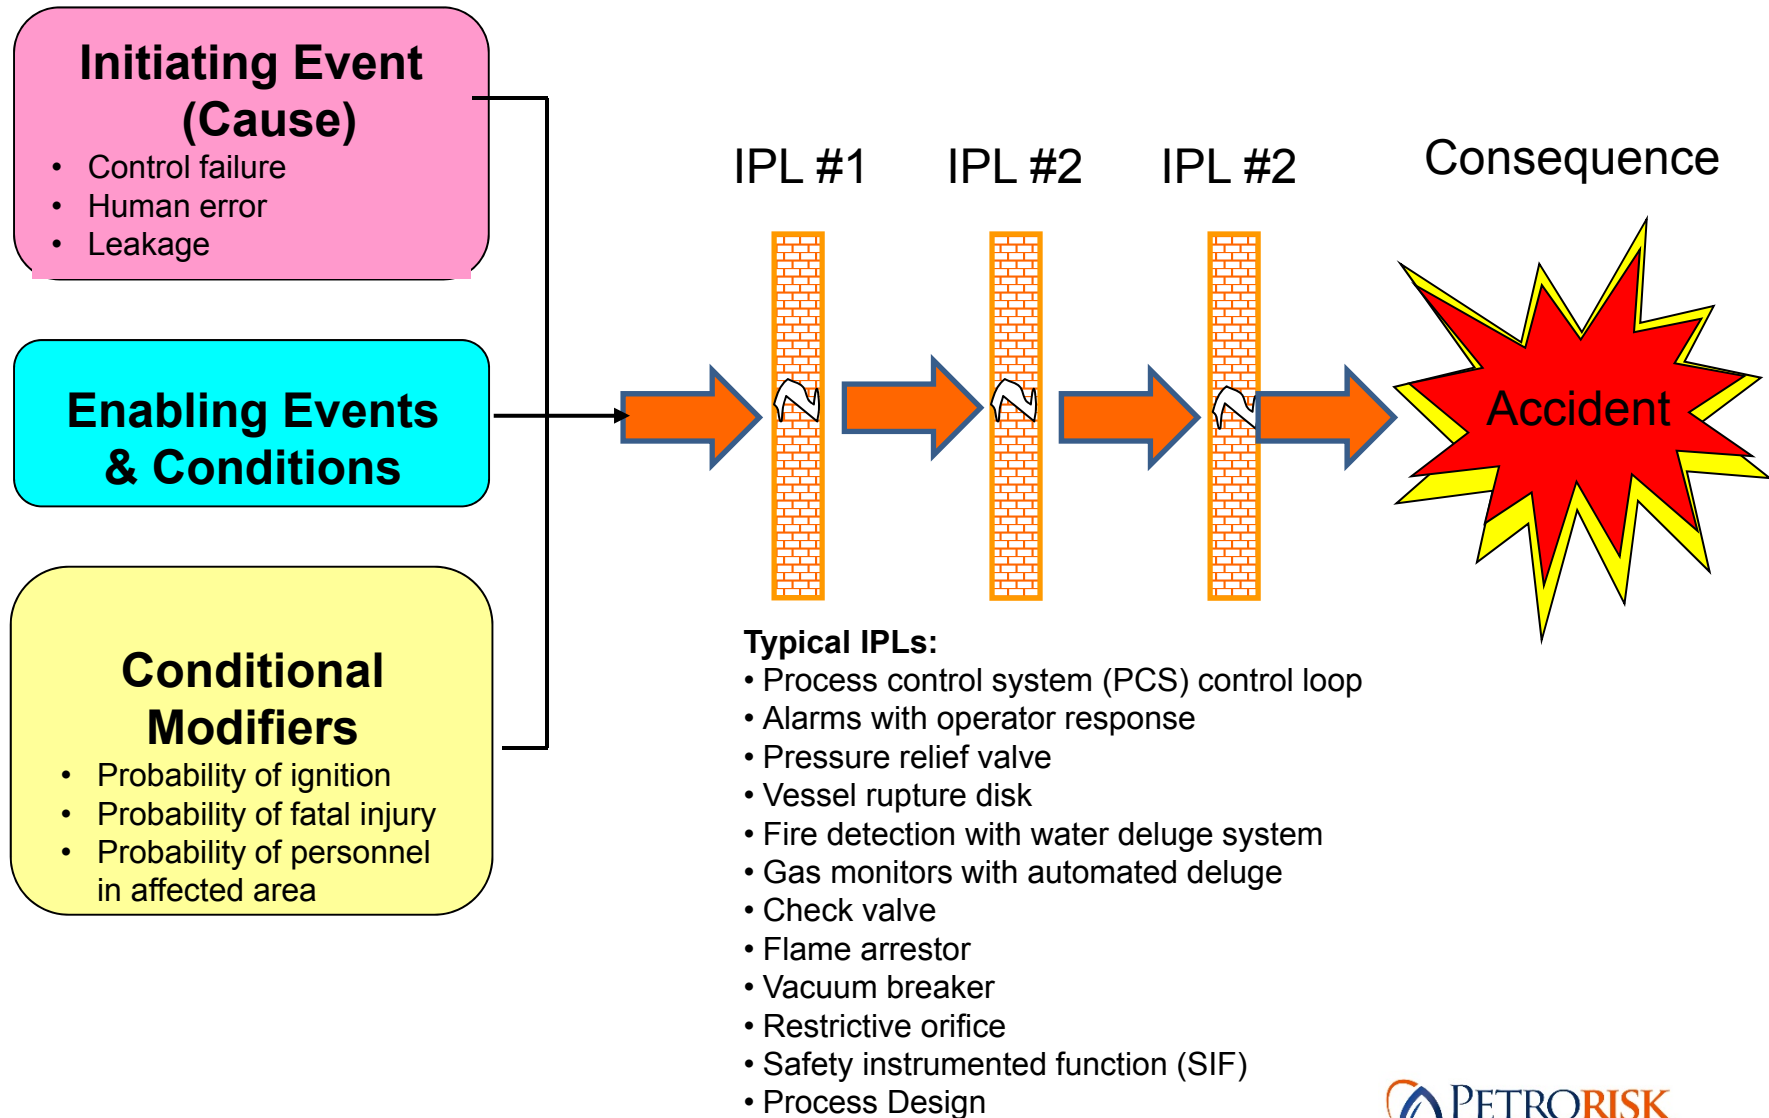 Initiating Event
(Cause)
• Control failure
• Human error
• Leakage
Enabling Events
& Conditions
Conditional
Modifiers
• Probability of ignition
• Probability of fatal injury
• Probability of personnel
in affected area
IPL #1
IPL #2
IPL #2
Consequence
Accident
Typical IPLs:
• Process control system (PCS) control loop
• Alarms with operator response
• Pressure relief valve
• Vessel rupture disk
• Fire detection with water deluge system
• Gas monitors with automated deluge
• Check valve
• Flame arrestor
• Vacuum breaker
• Restrictive orifice
• Safety instrumented function (SIF)
• Process Design
PETRORISK